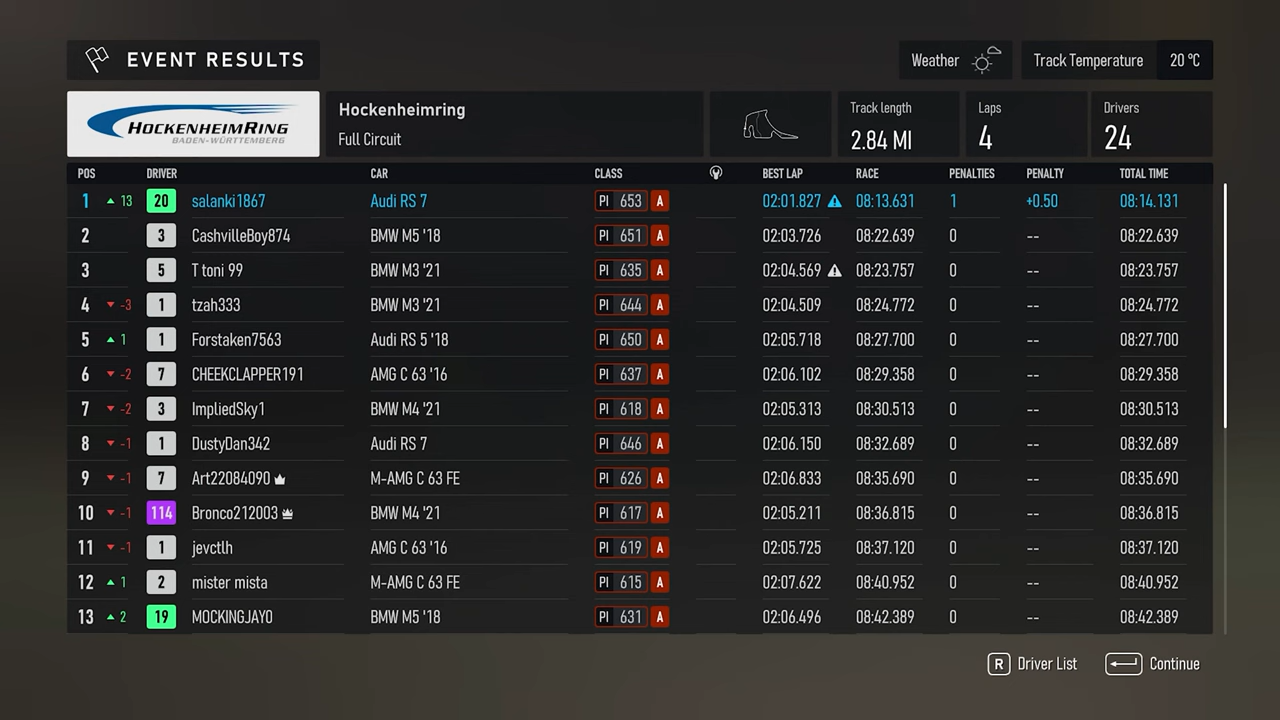 EVENT RESULTS
Weather
Track Temperature 20 °C
HOCKENHEIMRING
BADEN-WÜRTTEMBERG
Hockenheimring
Full Circuit
Track length
2.84 MI
Laps
4
Drivers
24
POS DRIVER CAR CLASS BEST LAP RACE PENALTIES PENALTY TOTAL TIME
1 13 20 salanki1867 Audi RS 7 PI 653 A 02:01.827 08:13.631 1 +0.50 08:14.131
2 3 CashvilleBoy874 BMW M5 '18 PI 651 A 02:03.726 08:22.639 0 -- 08:22.639
3 5 T toni 99 BMW M3 '21 PI 635 A 02:04.569 08:23.757 0 -- 08:23.757
4 -3 1 tzah333 BMW M3 '21 PI 644 A 02:04.509 08:24.772 0 -- 08:24.772
5 1 1 Forstaken7563 Audi RS 5 '18 PI 650 A 02:05.718 08:27.700 0 -- 08:27.700
6 -2 7 CHEEKCLAPPER191 AMG C 63 '16 PI 637 A 02:06.102 08:29.358 0 -- 08:29.358
7 -2 3 ImpliedSky1 BMW M4 '21 PI 618 A 02:05.313 08:30.513 0 -- 08:30.513
8 -1 1 DustyDan342 Audi RS 7 PI 646 A 02:06.150 08:32.689 0 -- 08:32.689
9 -1 7 Art22084090 M-AMG C 63 FE PI 626 A 02:06.833 08:35.690 0 -- 08:35.690
10 -1 114 Bronco212003 BMW M4 '21 PI 617 A 02:05.211 08:36.815 0 -- 08:36.815
11 -1 1 jevctlh AMG C 63 '16 PI 619 A 02:05.725 08:37.120 0 -- 08:37.120
12 1 2 mister mista M-AMG C 63 FE PI 615 A 02:07.622 08:40.952 0 -- 08:40.952
13 2 19 MOCKINGJAYO BMW M5 '18 PI 631 A 02:06.496 08:42.389 0 -- 08:42.389
R Driver List Continue